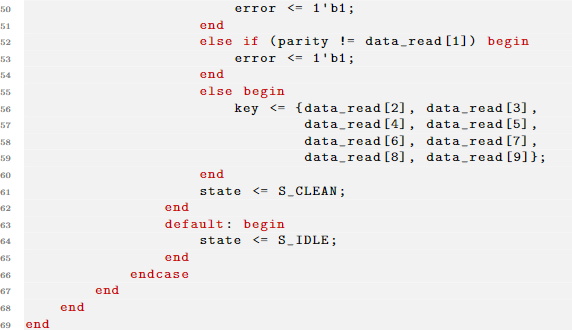 50 error <= 1'b1;
51 end
52 else if (parity != data_read[1]) begin
53 error <= 1'b1;
54 end
55 else begin
56 key <= {data_read[2], data_read[3],
57 data_read[4], data_read[5],
58 data_read[6], data_read[7],
59 data_read[8], data_read[9]};
60 end
61 state <= S_CLEAN;
62 end
63 default: begin
64 state <= S_IDLE;
65 end
66 endcase
67 end
68 end
69 end